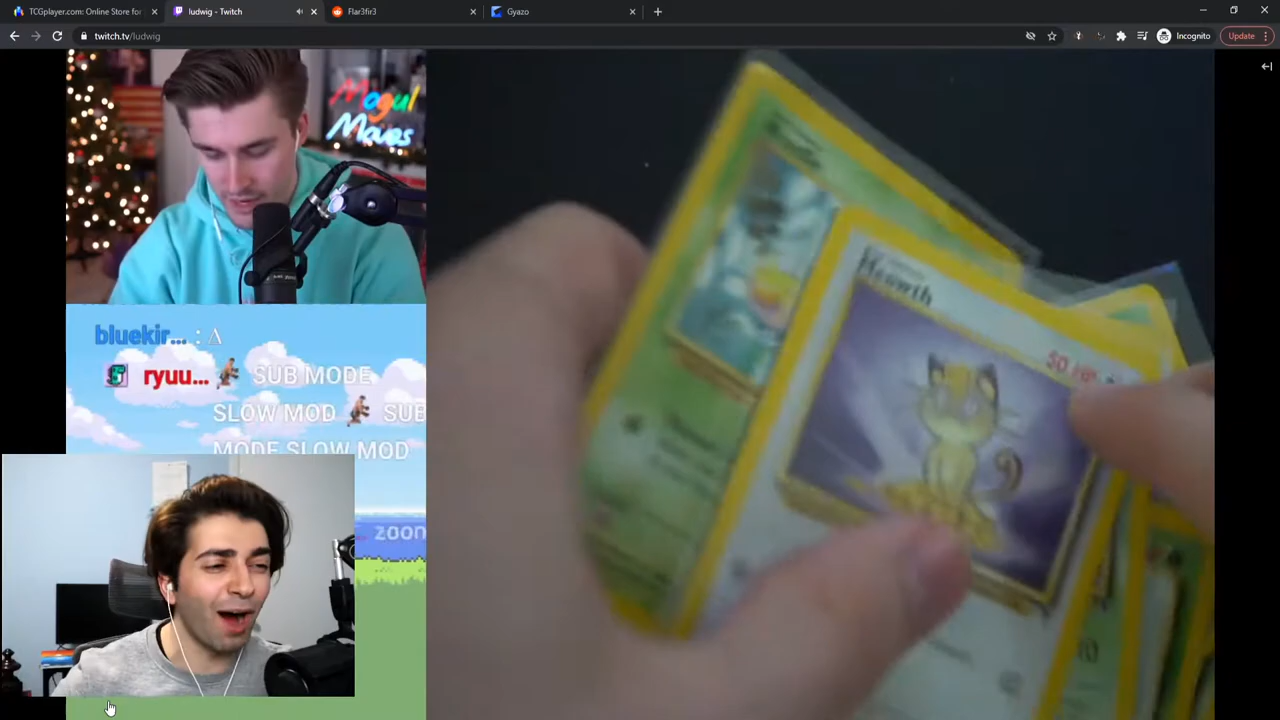 TCGplayer.com: Online Store for
ludwig - Twitch
Flar3fir3
Gyazo
twitch.tv/ludwig
Incognito
Update
Mogul
Moves
bluekir... : A
ryuu... SUB MODE
SLOW MOD SUB
MODE SLOW MOD
zoon
Meowth
50